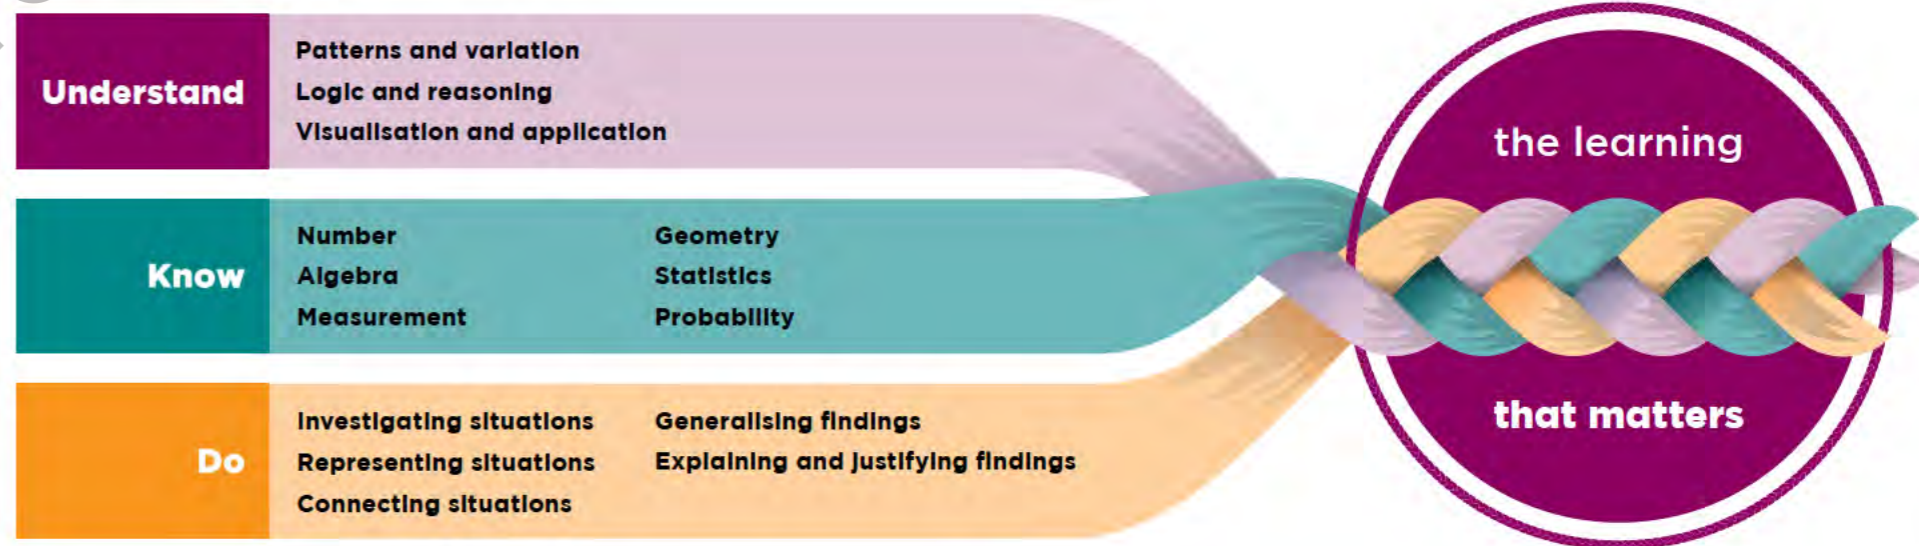 Understand
Patterns and variation
Logic and reasoning
Visualisation and application
Know
Number
Algebra
Measurement
Geometry
Statistics
Probability
Do
Investigating situations
Representing situations
Connecting situations
Generalising findings
Explaining and justifying findings
the learning
that matters